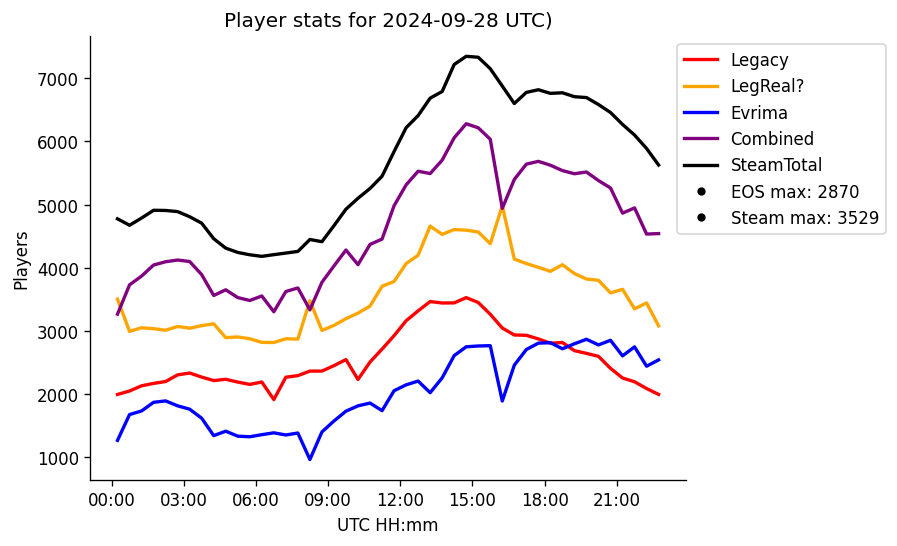 Player stats for 2024-09-28 UTC)
Legacy
LegReal?
Evrima
Combined
SteamTotal
EOS max: 2870
Steam max: 3529
Players
7000
6000
5000
4000
3000
2000
1000
00:00 03:00 06:00 09:00 12:00 15:00 18:00 21:00
UTC HH:mm